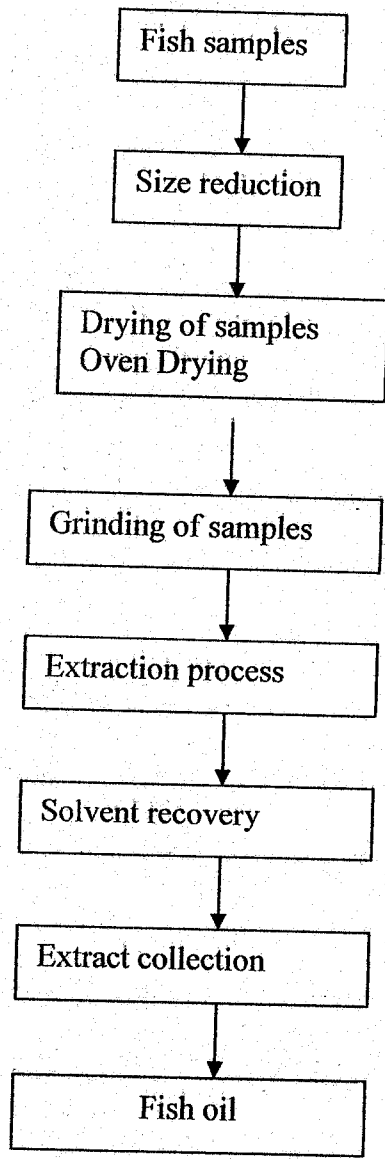 Fish samples
Size reduction
Drying of samples
Oven Drying
Grinding of samples
Extraction process
Solvent recovery
Extract collection
Fish oil